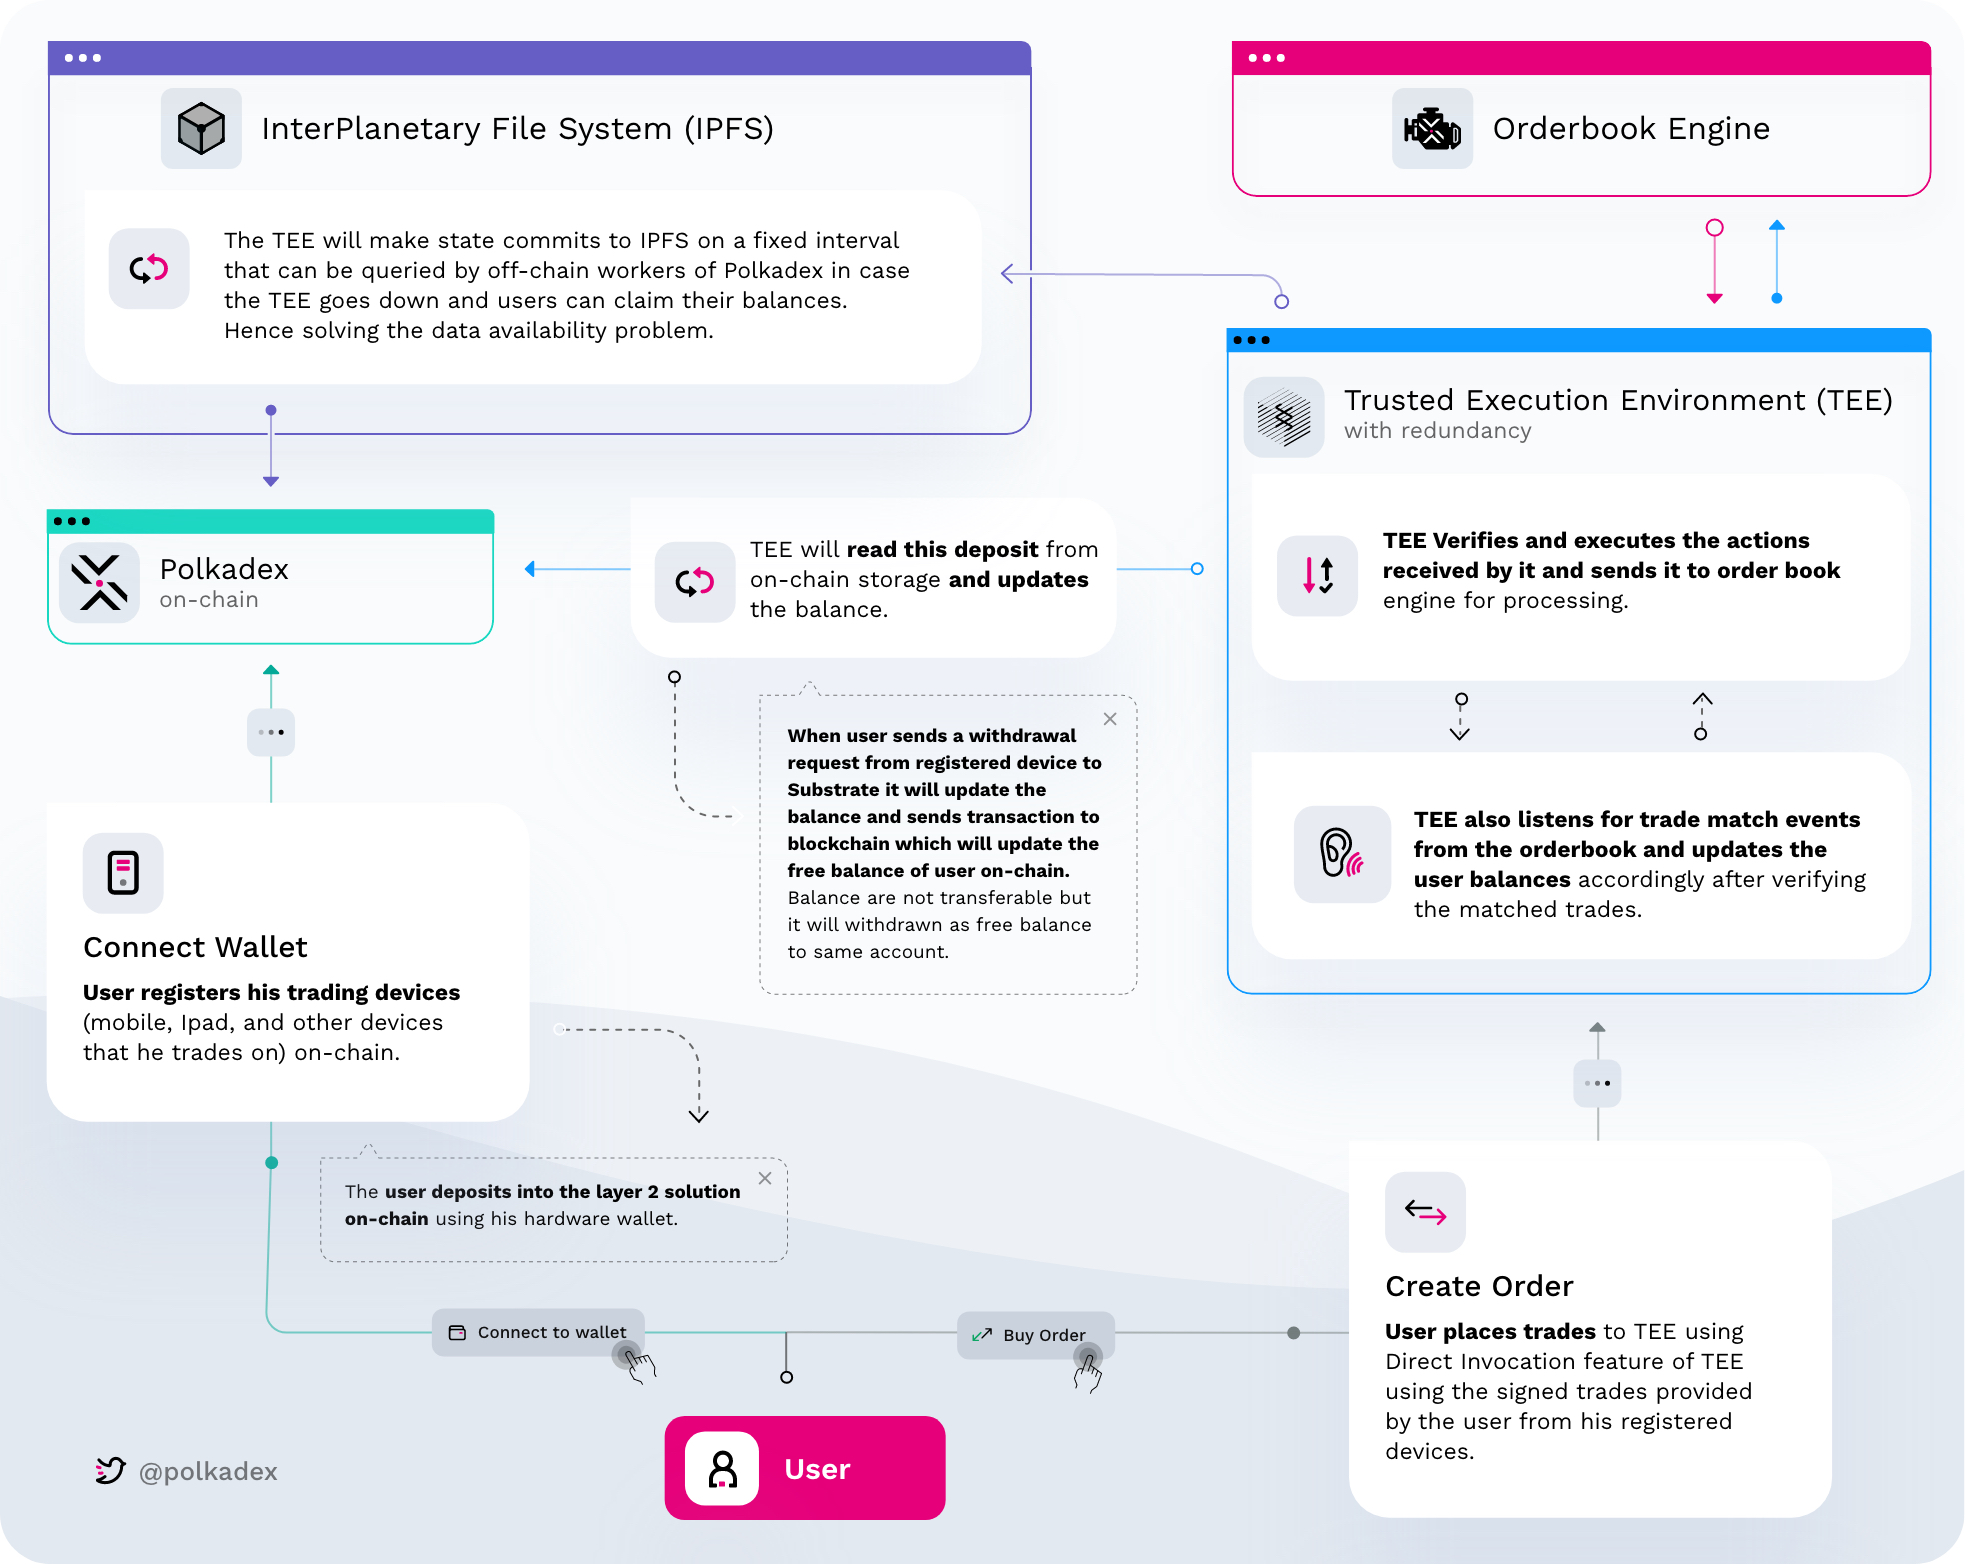 InterPlanetary File System (IPFS)
The TEE will make state commits to IPFS on a fixed interval
that can be queried by off-chain workers of Polkadex in case
the TEE goes down and users can claim their balances.
Hence solving the data availability problem.
Orderbook Engine
Trusted Execution Environment (TEE)
with redundancy
TEE Verifies and executes the actions
received by it and sends it to order book
engine for processing.
TEE also listens for trade match events
from the orderbook and updates the
user balances accordingly after verifying
the matched trades.
Polkadex
on-chain
TEE will read this deposit from
on-chain storage and updates
the balance.
When user sends a withdrawal
request from registered device to
Substrate it will update the
balance and sends transaction to
blockchain which will update the
free balance of user on-chain.
Balance are not transferable but
it will withdrawn as free balance
to same account.
Connect Wallet
User registers his trading devices
(mobile, Ipad, and other devices
that he trades on) on-chain.
The user deposits into the layer 2 solution
on-chain using his hardware wallet.
Connect to wallet
Buy Order
Create Order
User places trades to TEE using
Direct Invocation feature of TEE
using the signed trades provided
by the user from his registered
devices.
User
@polkadex